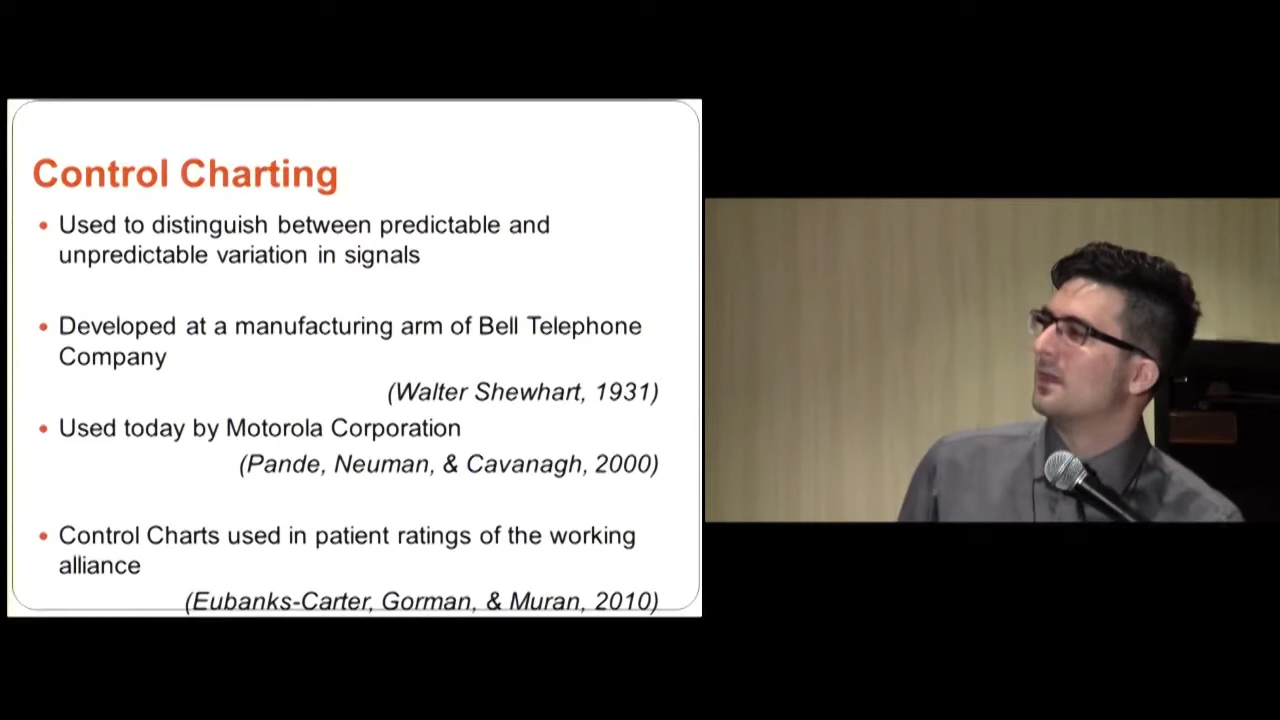 Control Charting
• Used to distinguish between predictable and
unpredictable variation in signals
• Developed at a manufacturing arm of Bell Telephone
Company
(Walter Shewhart, 1931)
• Used today by Motorola Corporation
(Pande, Neuman, & Cavanagh, 2000)
• Control Charts used in patient ratings of the working
alliance
(Eubanks-Carter, Gorman, & Muran, 2010)